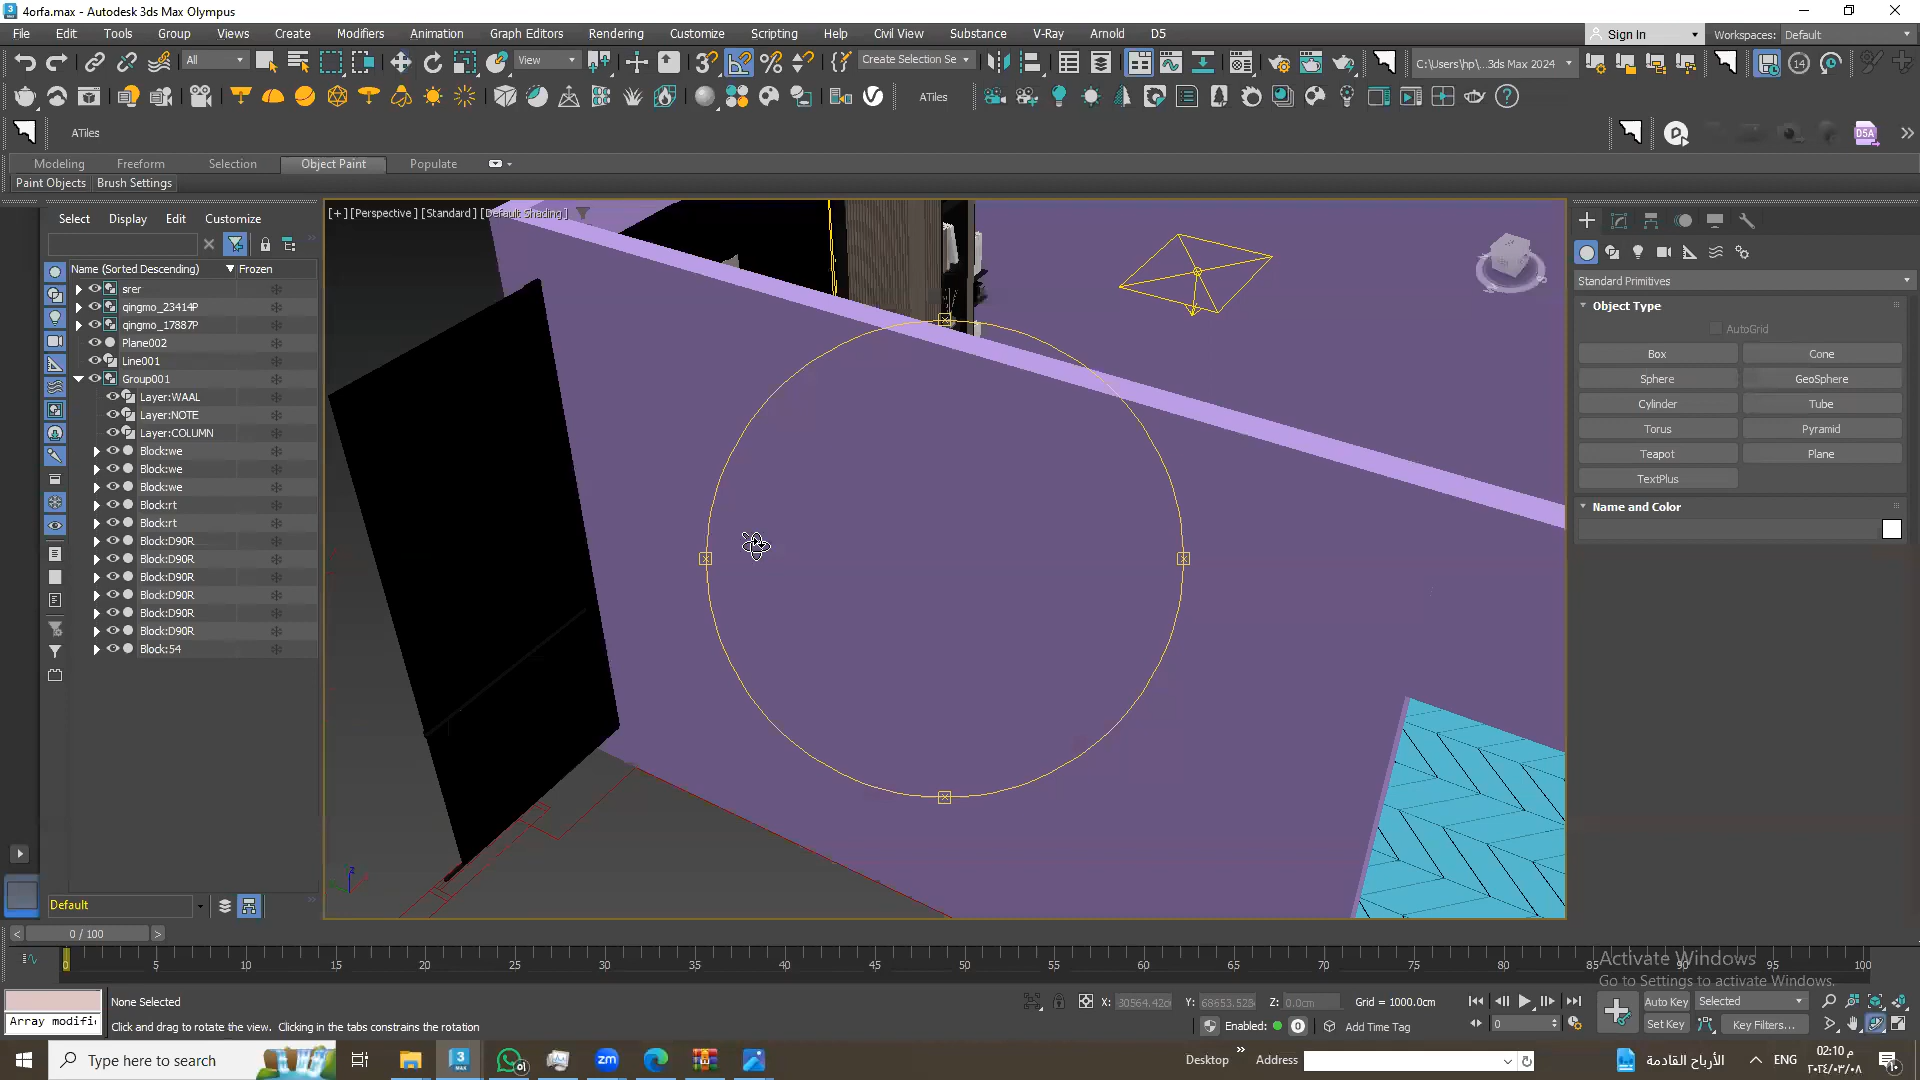 4orfa.max - Autodesk 3ds Max Olympus
File Edit Tools Group Views Create Modifiers Animation Graph Editors Rendering Customize Scripting Help Civil View Substance V-Ray Arnold D5 Sign In Workspaces: Default
All View Create Selection Se C:\Users\hp\...3ds Max 2024 14
ATiles
ATiles D5A
Modeling Freeform Selection Object Paint Populate
Paint Objects Brush Settings
Select Display Edit Customize
[+] [Perspective ] [Standard ] [Default Shading ]
Name (Sorted Descending) Frozen
srer
qingmo_23414P
qingmo_17887P
Plane002
Line001
Group001
Layer:WAAL
Layer:NOTE
Layer:COLUMN
Block:we
Block:we
Block:we
Block:rt
Block:rt
Block:D90R
Block:D90R
Block:D90R
Block:D90R
Block:D90R
Block:D90R
Block:54
Standard Primitives
Object Type
AutoGrid
Box Cone
Sphere GeoSphere
Cylinder Tube
Torus Pyramid
Teapot Plane
TextPlus
Name and Color
Default
0 / 100
0 5 10 15 20 25 30 35 40 45 50 55 60 65 70 75 80 85 90 95 100
Activate Windows
Go to Settings to activate Windows.
None Selected X: Y: Z: 0.0cm Grid = 1000.0cm Auto Key Selected
Array modifi Click and drag to rotate the view. Clicking in the tabs constrains the rotation Enabled: 0 Add Time Tag 0 Set Key Key Filters...
Type here to search Desktop Address الأرباح القادمة ENG
٠2:10 م
٢٠٢٤/٠٣/٠٨